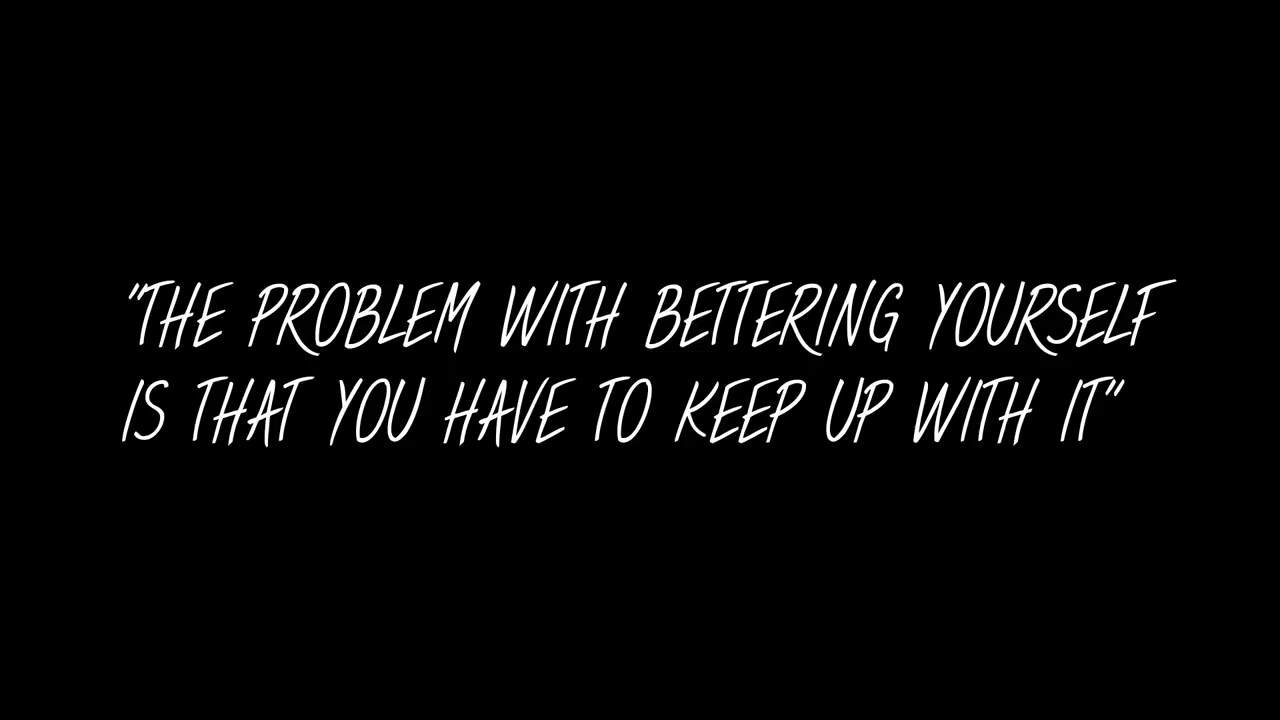 "THE PROBLEM WITH BETTERING YOURSELF
IS THAT YOU HAVE TO KEEP UP WITH IT"